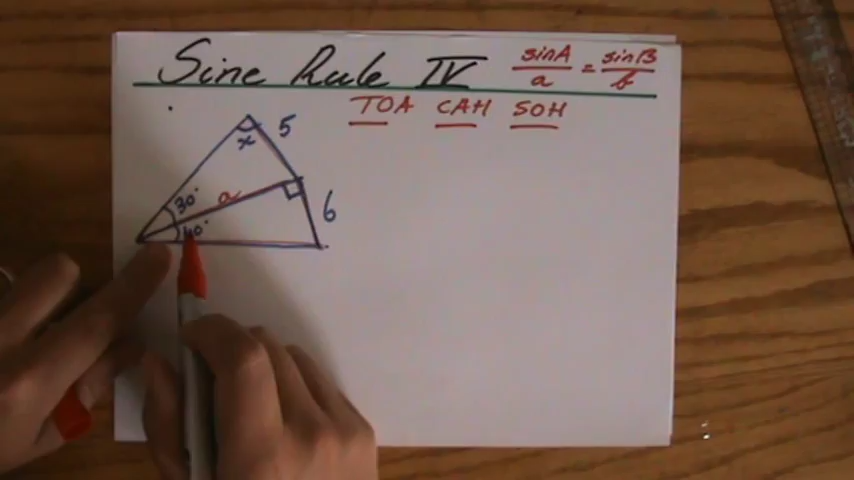 Sine Rule IV
sinA/a = sinB/b
TOA CAH SOH
x 5
30° a
40° 6